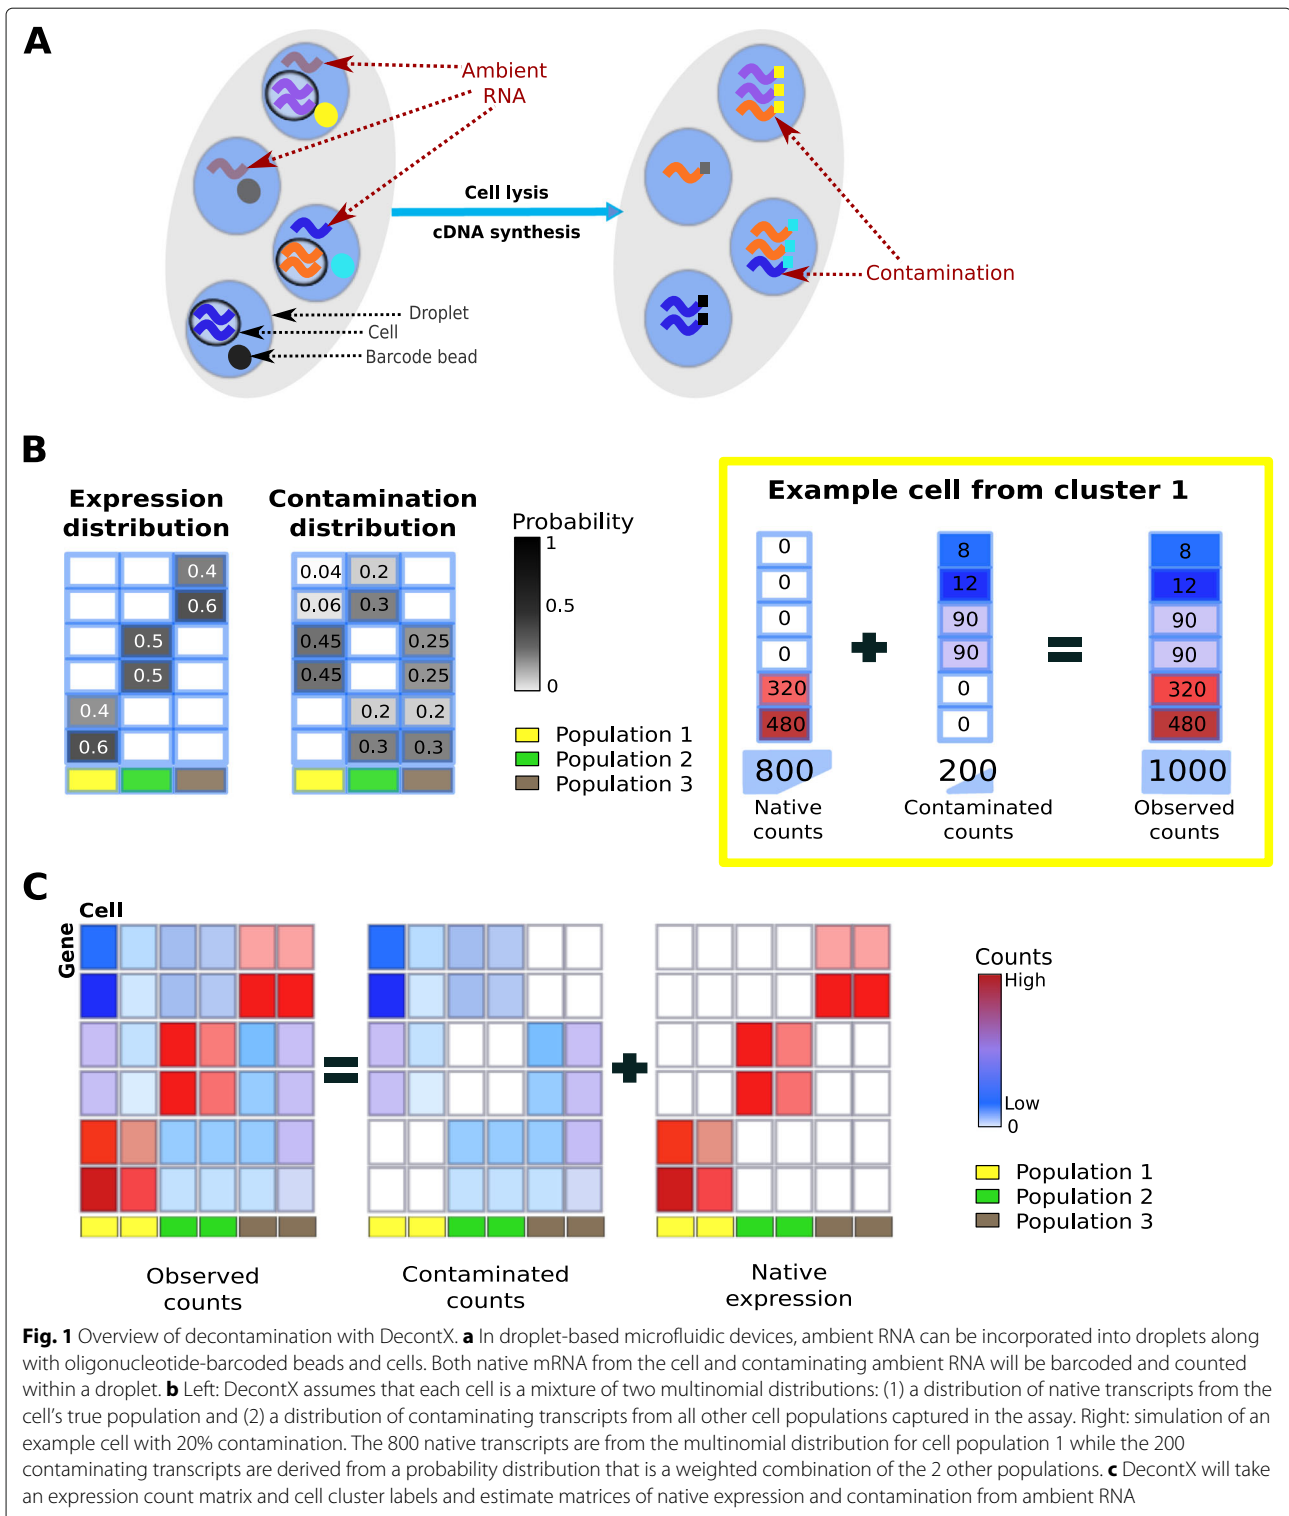 A
Ambient
RNA
Cell lysis
cDNA synthesis
Contamination
Droplet
Cell
Barcode bead
B
Expression
distribution
0.4
0.6
0.5
0.5
0.4
0.6
Contamination
distribution
0.04 0.2
0.06 0.3
0.45 0.25
0.45 0.25
0.2 0.2
0.3 0.3
Probability
1
0.5
0
Population 1
Population 2
Population 3
Example cell from cluster 1
0 8 8
0 12 12
0 90 90
0 90 90
320 0 320
480 0 480
800 200 1000
Native Contaminated Observed
counts counts counts
C
Cell
Gene
Counts
High
Low
0
Population 1
Population 2
Population 3
Observed
counts
Contaminated
counts
Native
expression
Fig. 1 Overview of decontamination with DecontX. a In droplet-based microfluidic devices, ambient RNA can be incorporated into droplets along
with oligonucleotide-barcoded beads and cells. Both native mRNA from the cell and contaminating ambient RNA will be barcoded and counted
within a droplet. b Left: DecontX assumes that each cell is a mixture of two multinomial distributions: (1) a distribution of native transcripts from the
cell's true population and (2) a distribution of contaminating transcripts from all other cell populations captured in the assay. Right: simulation of an
example cell with 20% contamination. The 800 native transcripts are from the multinomial distribution for cell population 1 while the 200
contaminating transcripts are derived from a probability distribution that is a weighted combination of the 2 other populations. c DecontX will take
an expression count matrix and cell cluster labels and estimate matrices of native expression and contamination from ambient RNA